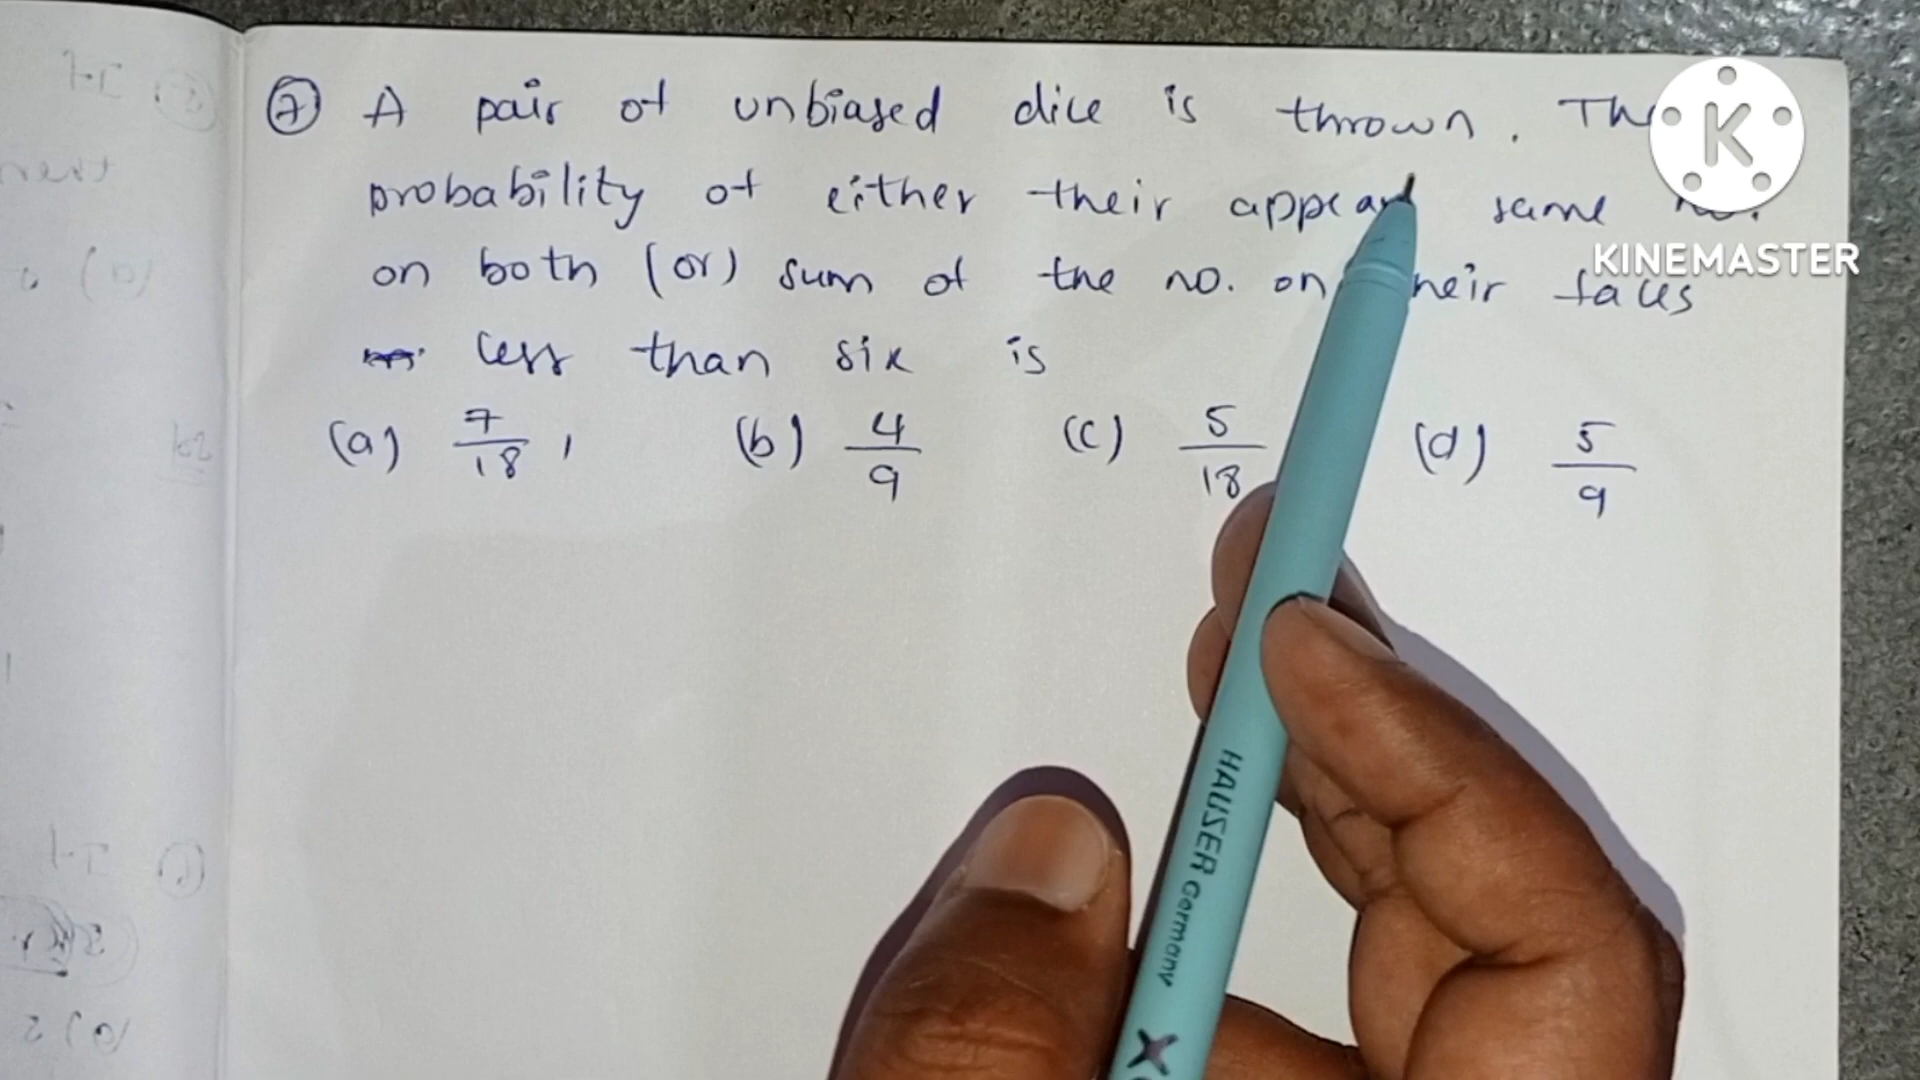 ⑦ A pair of unbiased dice is thrown. The
probability of either their appears same no.
on both (or) sum of the no. on their faces
less than six is
(a) 7/18, (b) 4/9 (c) 5/18 (d) 5/9
K
KINEMASTER
HAUSER Germany X